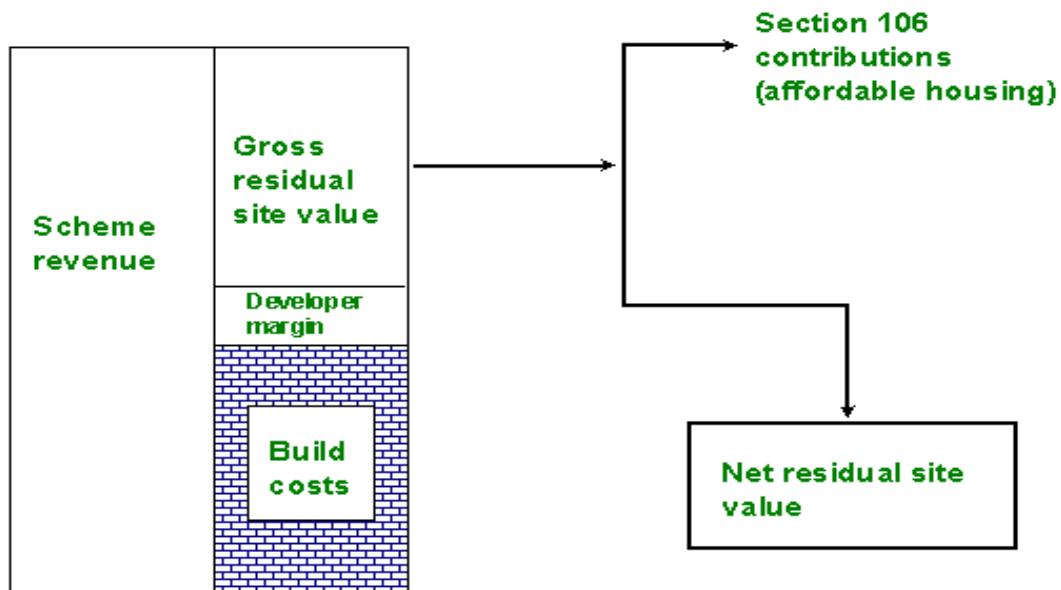 Scheme
revenue
Gross
residual
site value
Developer
margin
Build
costs
Section 106
contributions
(affordable housing)
Net residual site
value